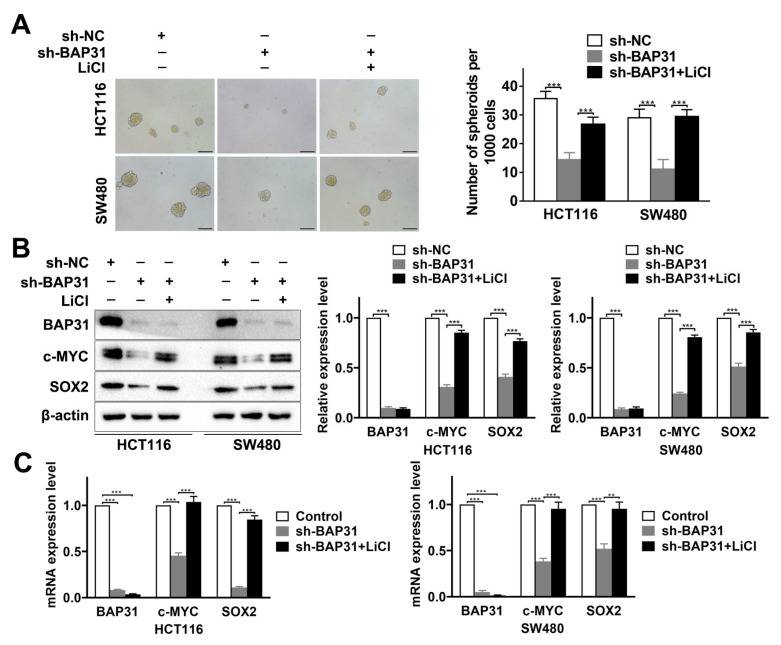 A
sh-NC + – –
sh-BAP31 – + +
LiCl – – +
HCT116
SW480
sh-NC
sh-BAP31
sh-BAP31+LiCl
Number of spheroids per
1000 cells
40
30
20
10
0
*** *** *** ***
HCT116 SW480
B
sh-NC + – – + – –
sh-BAP31 – + + – + +
LiCl – – + – – +
BAP31
c-MYC
SOX2
β-actin
HCT116 SW480
sh-NC
sh-BAP31
sh-BAP31+LiCl
Relative expression level
1.0
0.5
0.0
*** *** *** *** ***
BAP31 c-MYC SOX2
HCT116
sh-NC
sh-BAP31
sh-BAP31+LiCl
Relative expression level
1.0
0.5
0.0
*** *** *** *** ***
BAP31 c-MYC SOX2
SW480
C
mRNA expression level
1.0
0.5
0.0
*** *** *** *** *** ***
Control
sh-BAP31
sh-BAP31+LiCl
BAP31 c-MYC SOX2
HCT116
mRNA expression level
1.0
0.5
0.0
*** *** *** *** *** **
Control
sh-BAP31
sh-BAP31+LiCl
BAP31 c-MYC SOX2
SW480